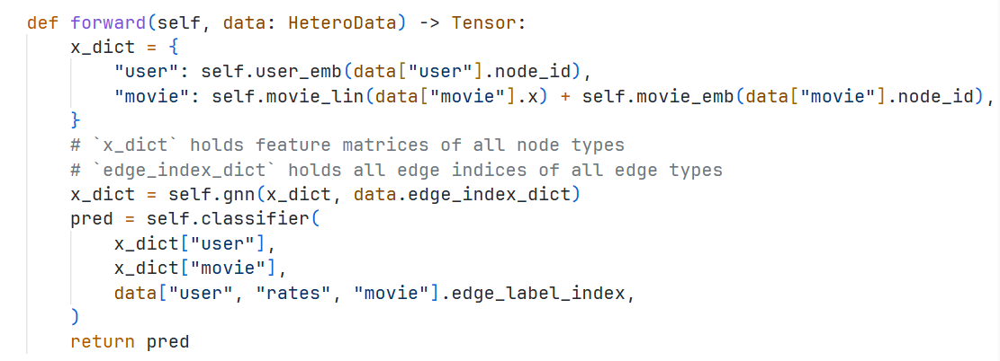 def forward(self, data: HeteroData) -> Tensor:
    x_dict = {
        "user": self.user_emb(data["user"].node_id),
        "movie": self.movie_lin(data["movie"].x) + self.movie_emb(data["movie"].node_id),
    }
    # `x_dict` holds feature matrices of all node types
    # `edge_index_dict` holds all edge indices of all edge types
    x_dict = self.gnn(x_dict, data.edge_index_dict)
    pred = self.classifier(
        x_dict["user"],
        x_dict["movie"],
        data["user", "rates", "movie"].edge_label_index,
    )
    return pred